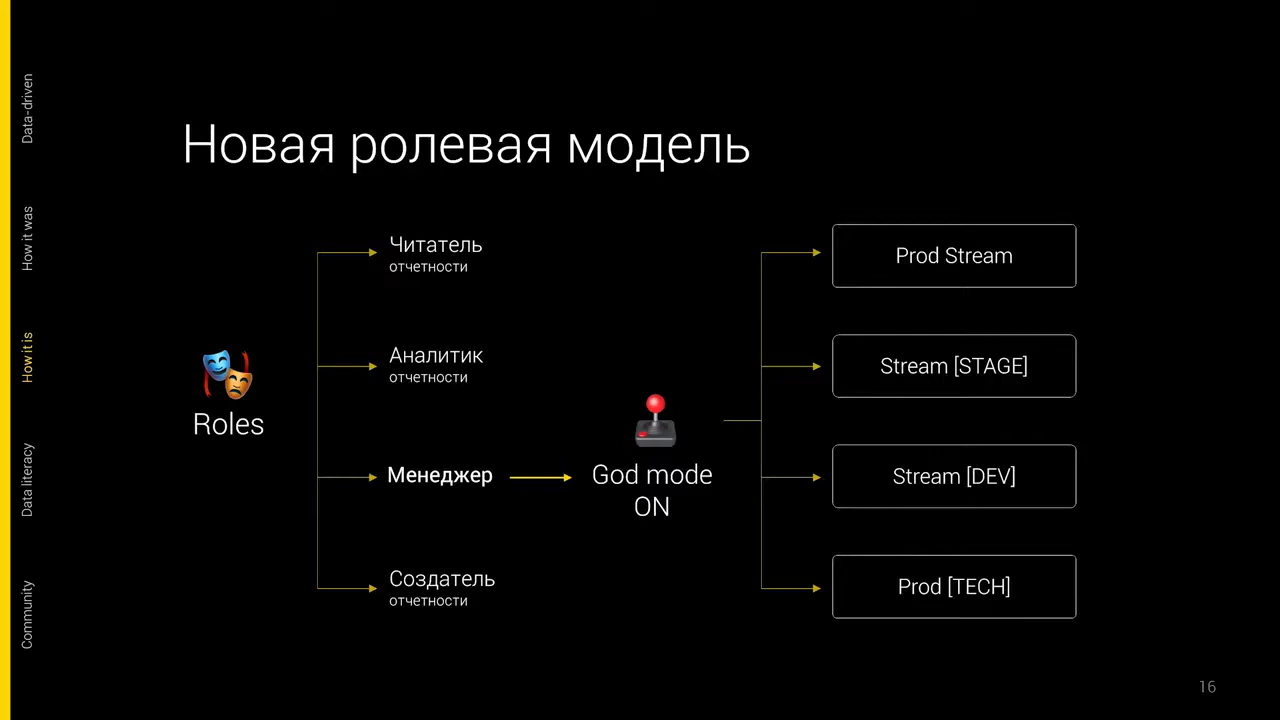 Data-driven
How it was
How it is
Data literacy
Community
Новая ролевая модель
Roles
Читатель
отчетности
Аналитик
отчетности
Менеджер
Создатель
отчетности
God mode
ON
Prod Stream
Stream [STAGE]
Stream [DEV]
Prod [TECH]
16